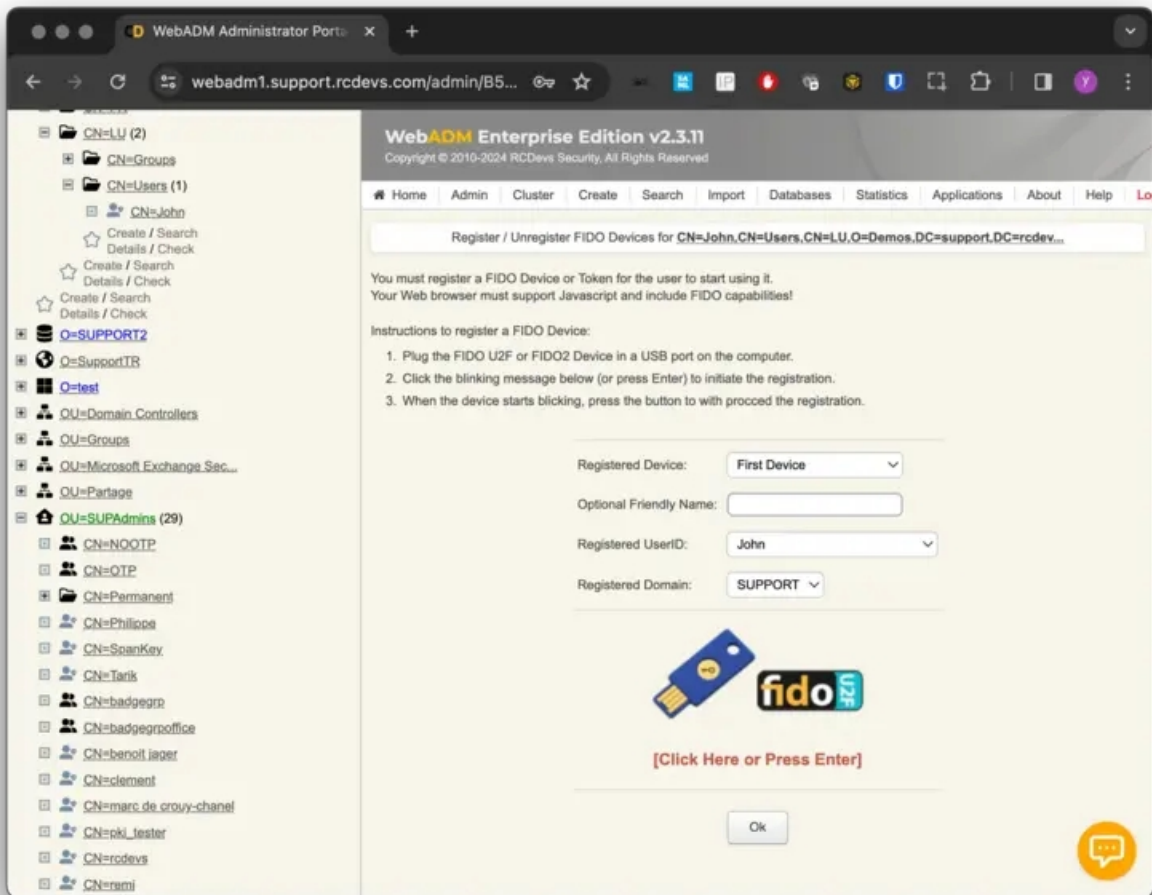 WebADM Administrator Porta
webadm1.support.rcdevs.com/admin/B5...
Y
CN=LU (2)
CN=Groups
CN=Users (1)
CN=John
Create / Search
Details / Check
Create / Search
Details / Check
Create / Search
Details / Check
O=SUPPORT2
O=SupportTR
O=test
OU=Domain Controllers
OU=Groups
OU=Microsoft Exchange Sec...
OU=Partage
OU=SUPAdmins (29)
CN=NOOTP
CN=OTP
CN=Permanent
CN=Philippe
CN=SpanKey
CN=Tarik
CN=badgegrp
CN=badgegrpoffice
CN=benoit jager
CN=clement
CN=marc de crouy-chanel
CN=pki_tester
CN=rcdevs
CN=remi
WebADM Enterprise Edition v2.3.11
Copyright © 2010-2024 RCDevs Security, All Rights Reserved
Home Admin Cluster Create Search Import Databases Statistics Applications About Help Lo
Register / Unregister FIDO Devices for CN=John,CN=Users,CN=LU,O=Demos,DC=support,DC=rcdev...
You must register a FIDO Device or Token for the user to start using it.
Your Web browser must support Javascript and include FIDO capabilities!
Instructions to register a FIDO Device:
1. Plug the FIDO U2F or FIDO2 Device in a USB port on the computer.
2. Click the blinking message below (or press Enter) to initiate the registration.
3. When the device starts blicking, press the button to with procced the registration.
Registered Device: First Device
Optional Friendly Name:
Registered UserID: John
Registered Domain: SUPPORT
fido U2F
[Click Here or Press Enter]
Ok